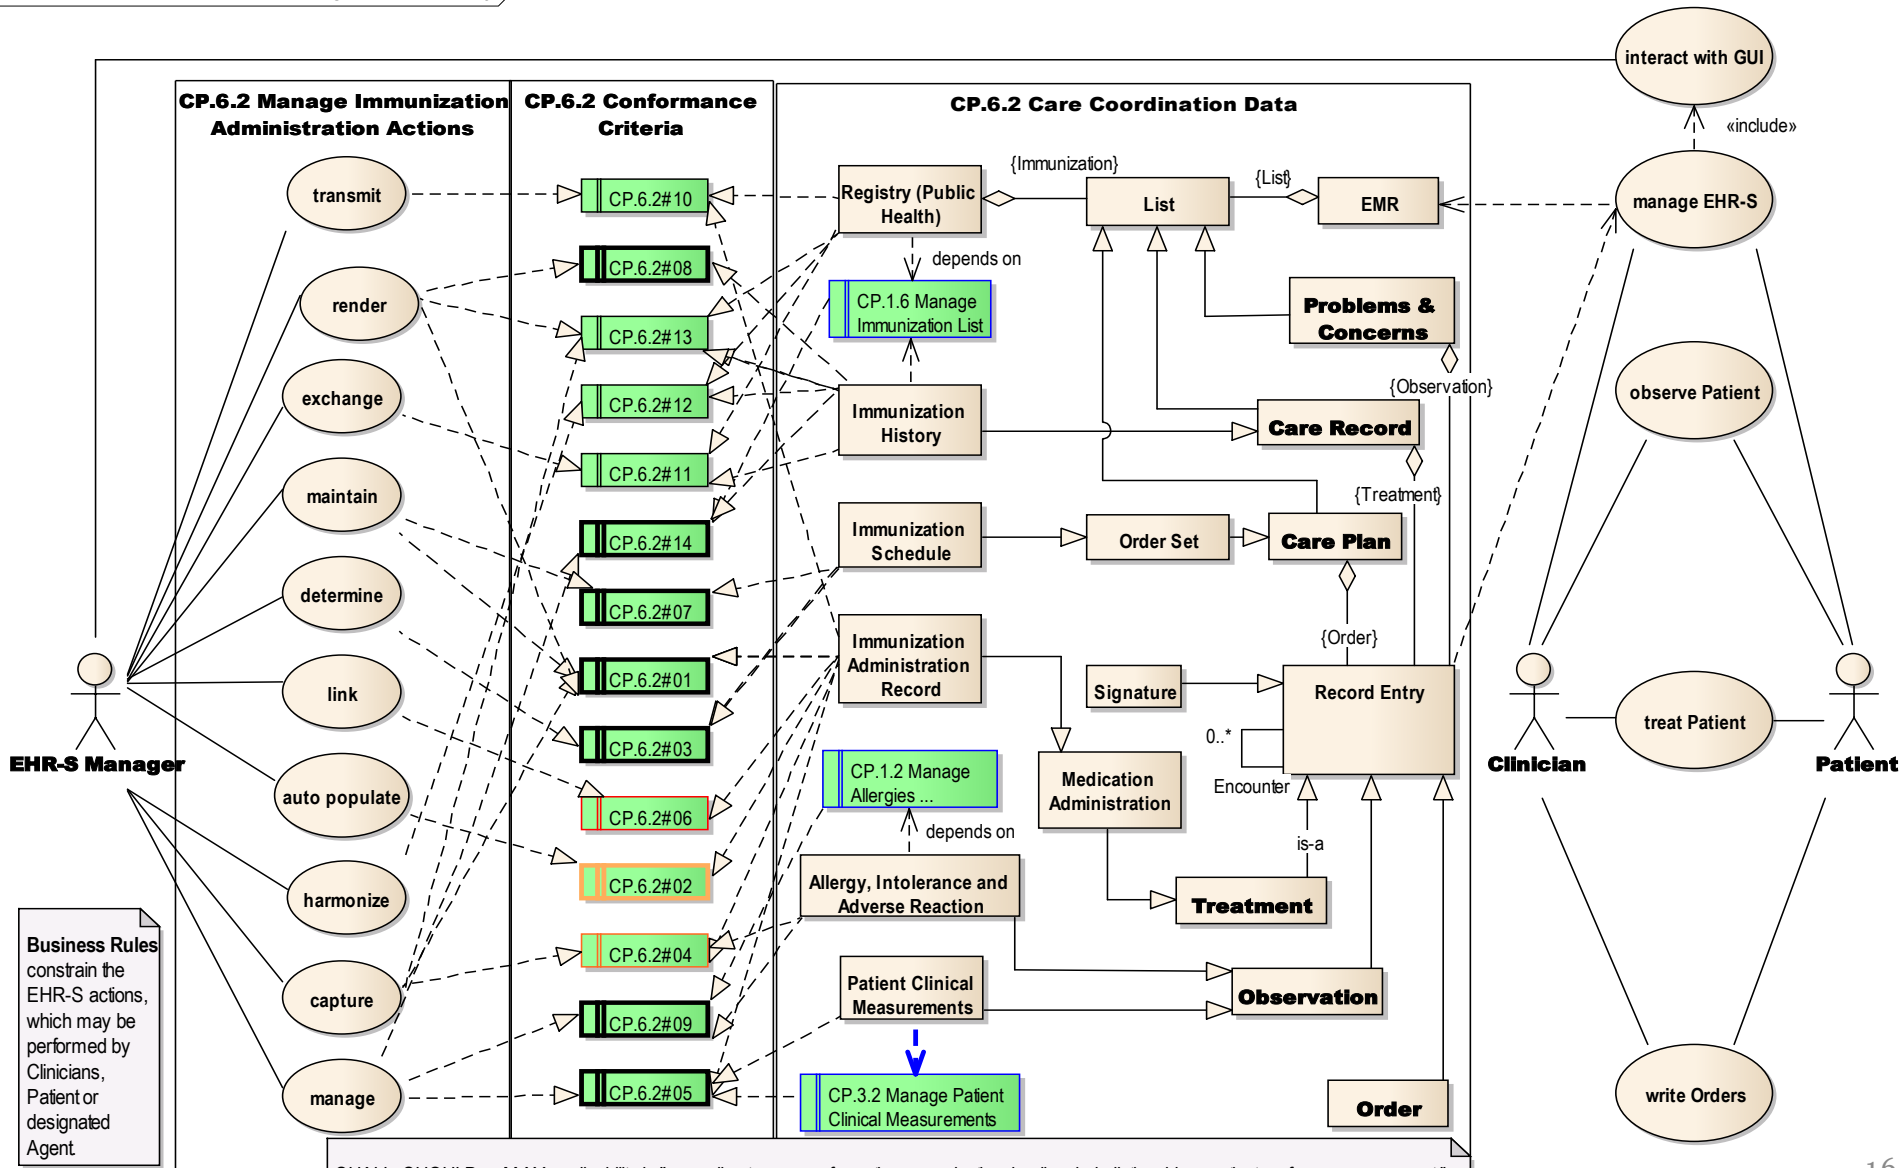 interact with GUI
«include»
manage EHR-S
observe Patient
treat Patient
write Orders
Clinician
Patient
EHR-S Manager
Business Rules
constrain the
EHR-S actions,
which may be
performed by
Clinicians,
Patient or
designated
Agent.
CP.6.2 Manage Immunization
Administration Actions
transmit
render
exchange
maintain
determine
link
auto populate
harmonize
capture
manage
CP.6.2 Conformance
Criteria
CP.6.2#10
CP.6.2#08
CP.6.2#13
CP.6.2#12
CP.6.2#11
CP.6.2#14
CP.6.2#07
CP.6.2#01
CP.6.2#03
CP.6.2#06
CP.6.2#02
CP.6.2#04
CP.6.2#09
CP.6.2#05
CP.6.2 Care Coordination Data
Registry (Public
Health)
{Immunization}
List
{List}
EMR
depends on
CP.1.6 Manage
Immunization List
Problems &
Concerns
{Observation}
Immunization
History
Care Record
{Treatment}
Immunization
Schedule
Order Set
Care Plan
{Order}
Immunization
Administration
Record
Signature
Record Entry
0..*
Encounter
CP.1.2 Manage
Allergies ...
depends on
Medication
Administration
is-a
Allergy, Intolerance and
Adverse Reaction
Treatment
Patient Clinical
Measurements
Observation
CP.3.2 Manage Patient
Clinical Measurements
Order